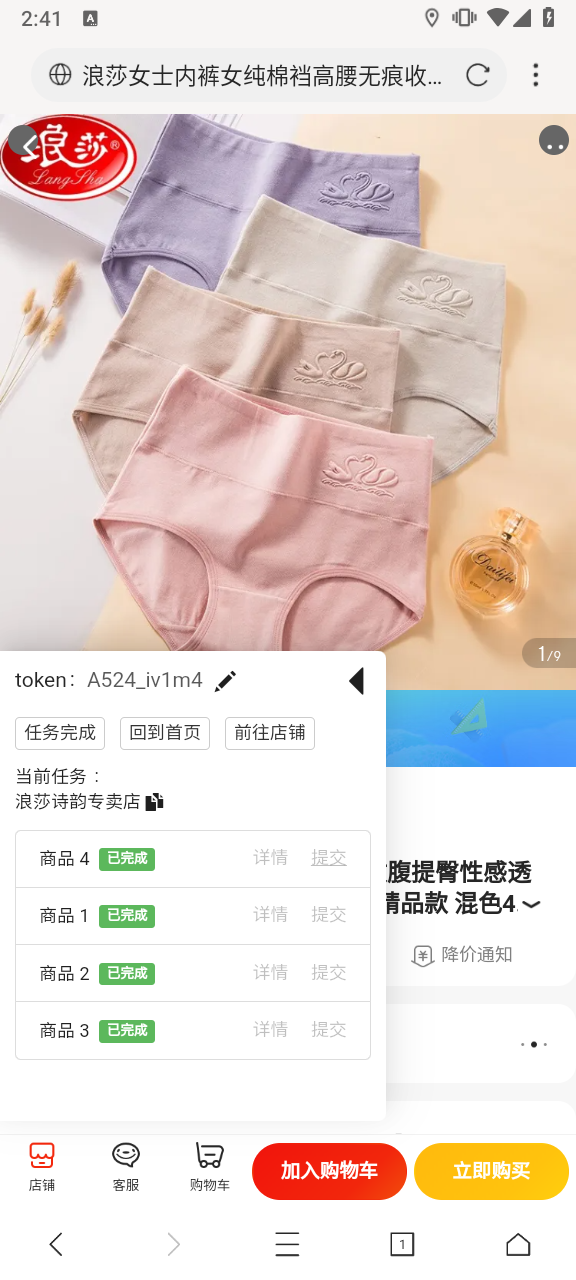 2:41
A
浪莎女士内裤女纯棉裆高腰无痕收...
浪莎®
LangSha
Dailifei
1/9
token： A524_iv1m4
任务完成 回到首页 前往店铺
当前任务：
浪莎诗韵专卖店
商品 4 已完成 详情 提交
商品 1 已完成 详情 提交
商品 2 已完成 详情 提交
商品 3 已完成 详情 提交
腹提臀性感透
精品款 混色4
降价通知
店铺 客服 购物车 加入购物车 立即购买
1